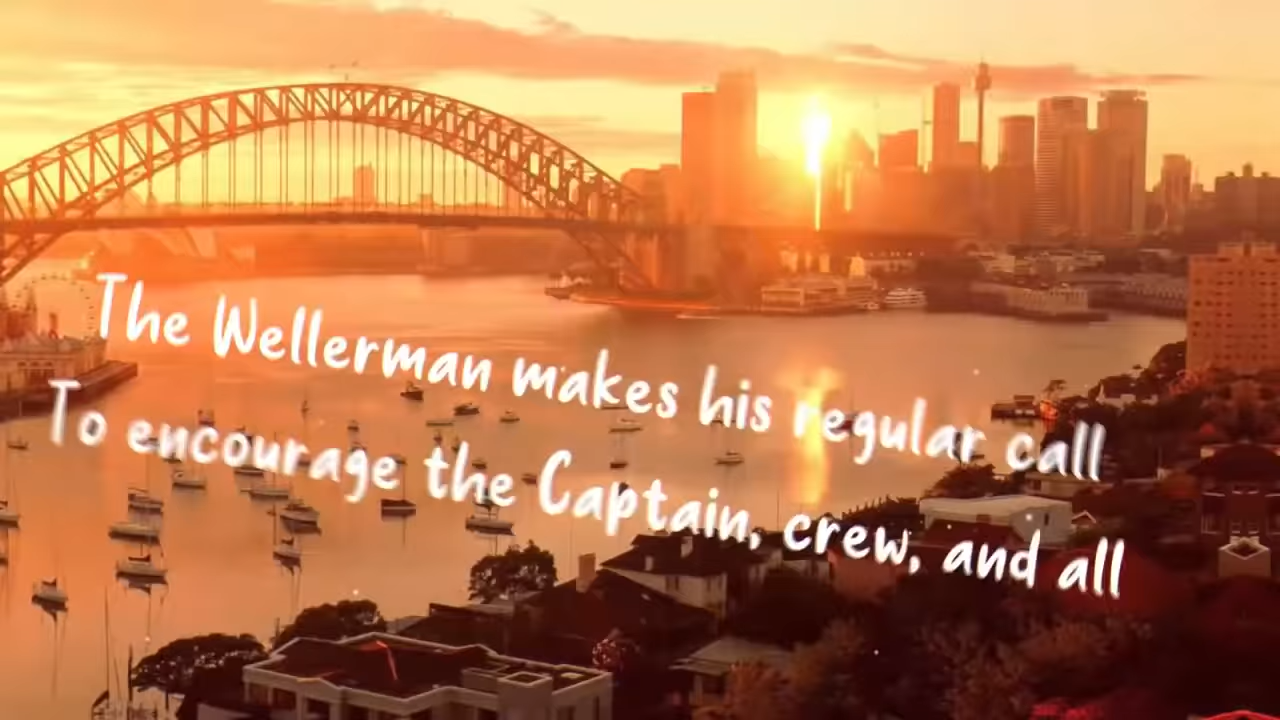 The Wellerman makes his regular call
To encourage the Captain, crew, and all